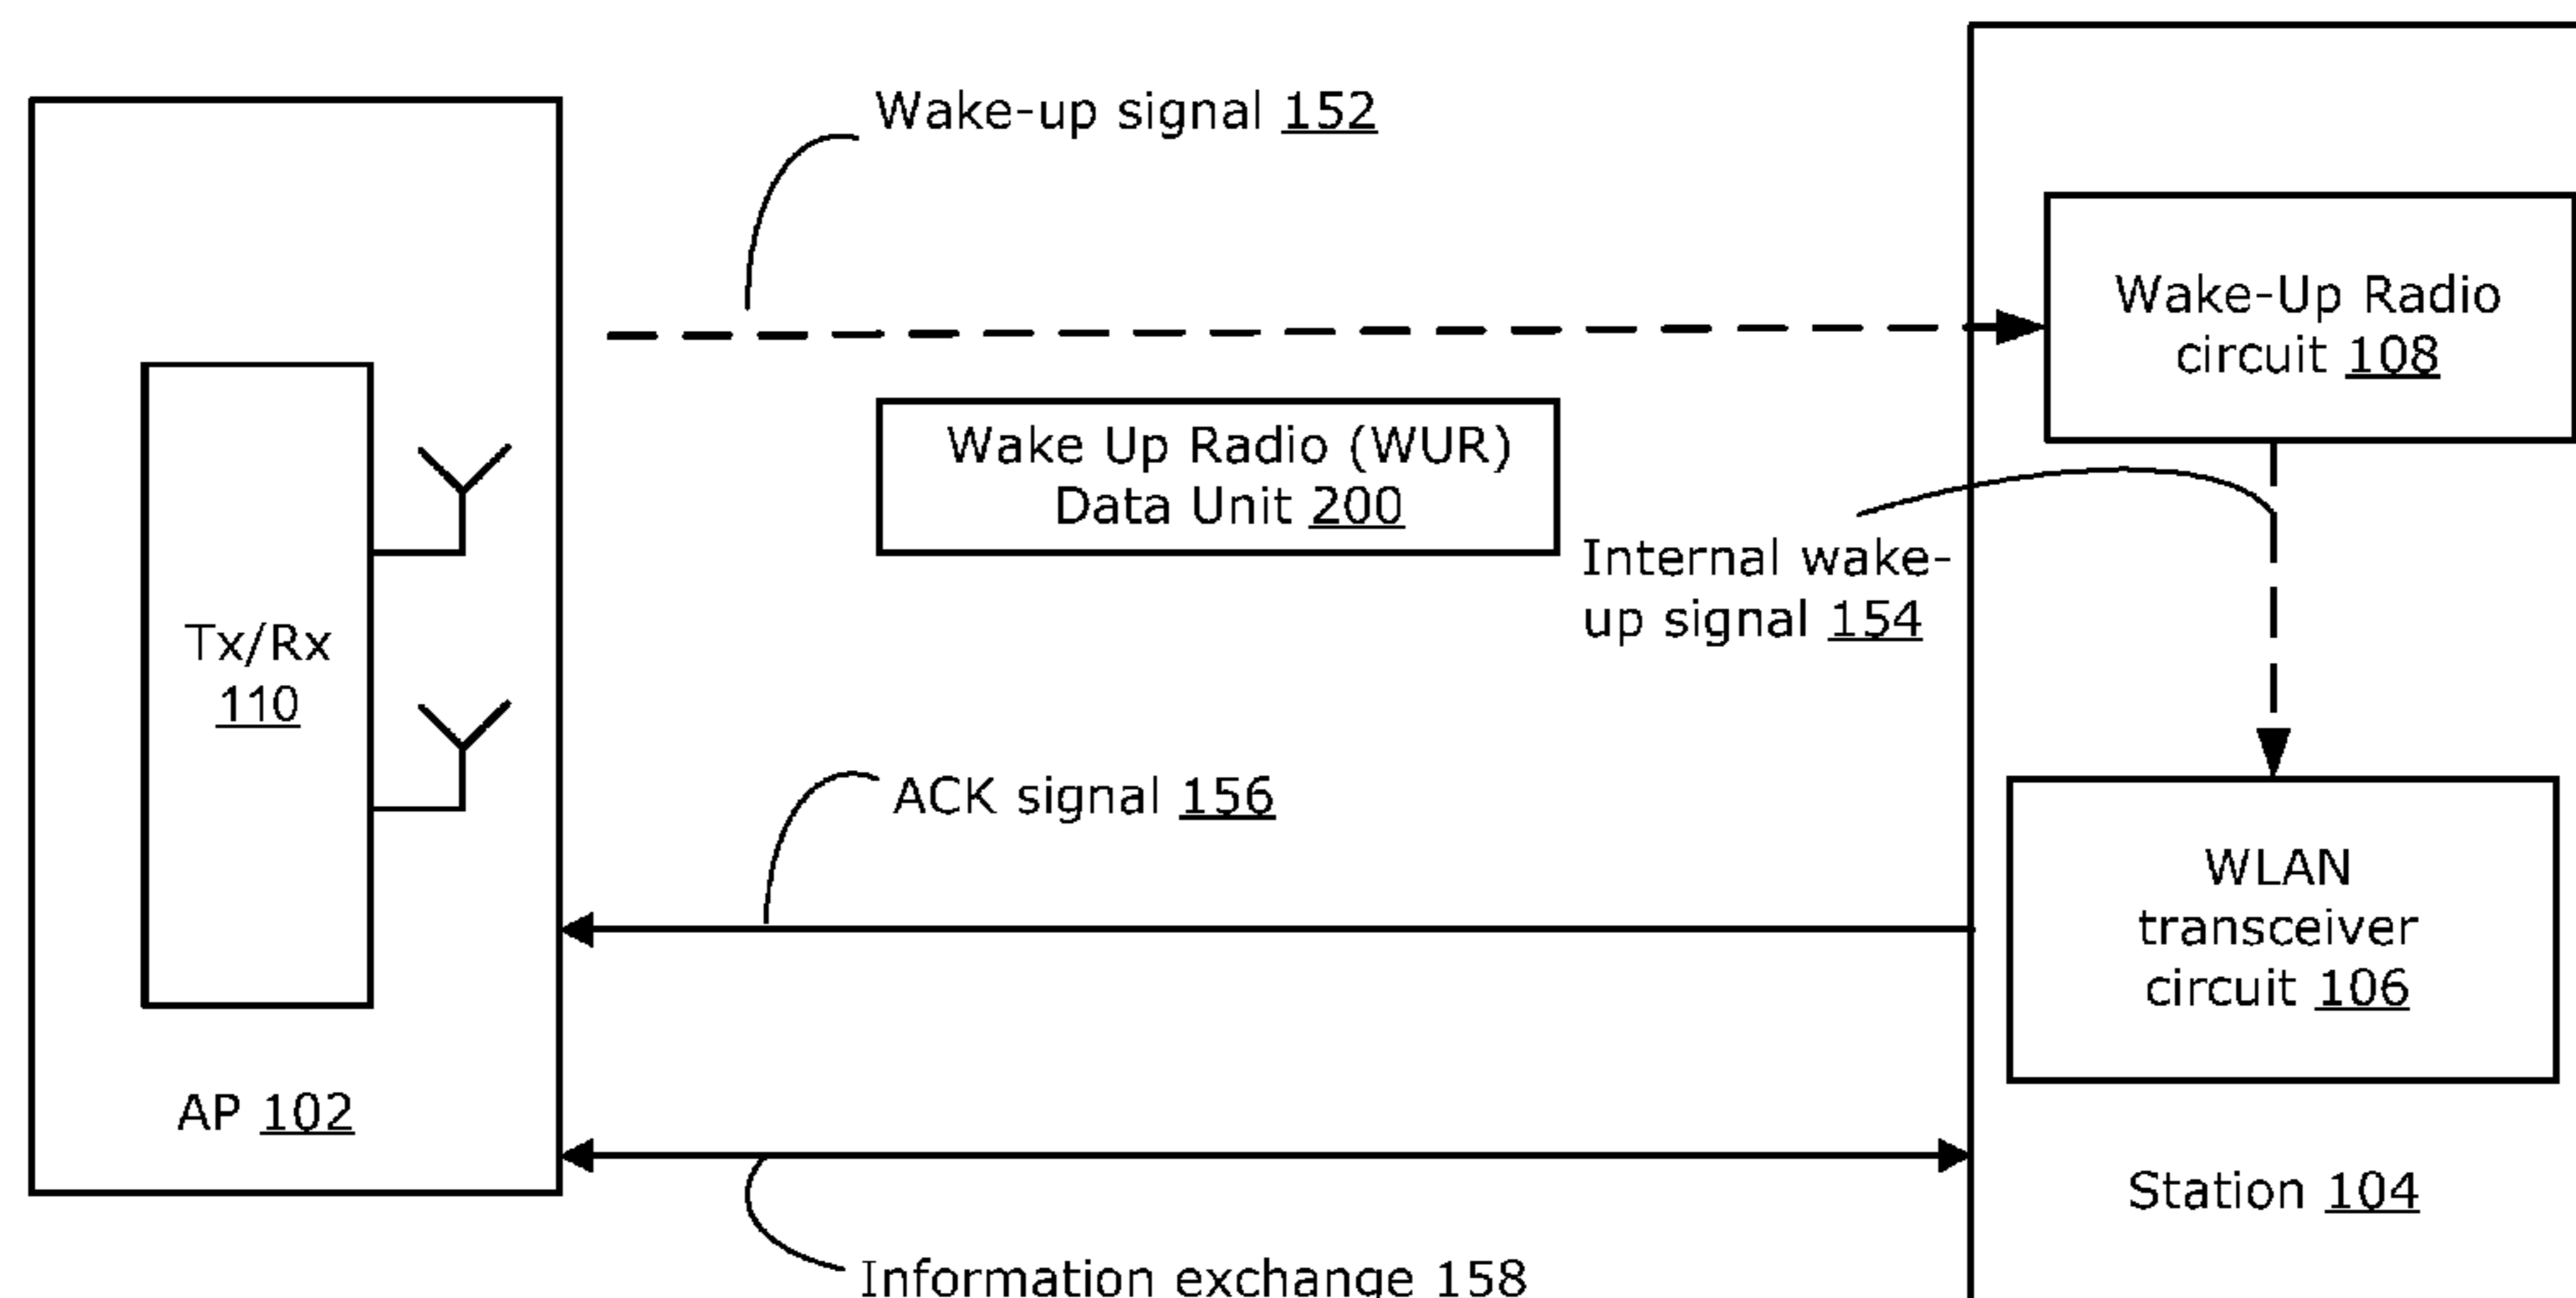 Wake-up signal 152
Wake-Up Radio
circuit 108
Wake Up Radio (WUR)
Data Unit 200
Internal wake-
up signal 154
Tx/Rx
110
ACK signal 156
WLAN
transceiver
circuit 106
AP 102
Station 104
Information exchange 158